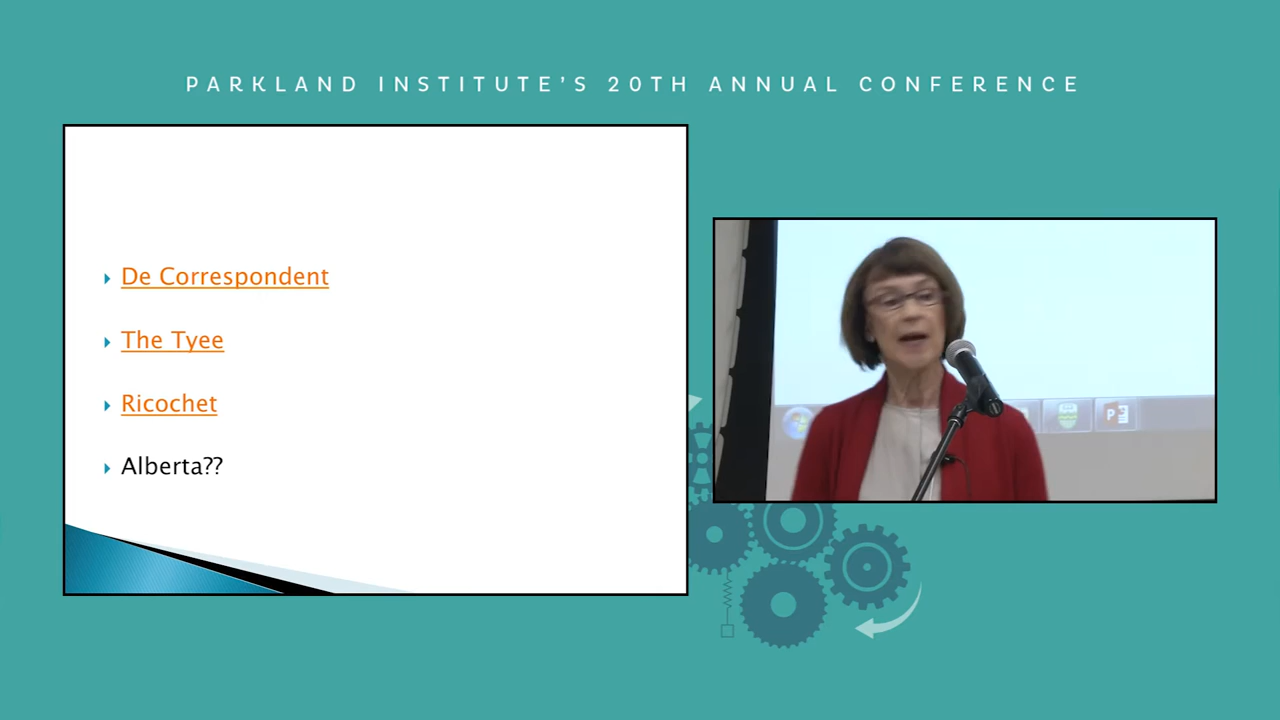 PARKLAND INSTITUTE'S 20TH ANNUAL CONFERENCE
De Correspondent
The Tyee
Ricochet
Alberta??